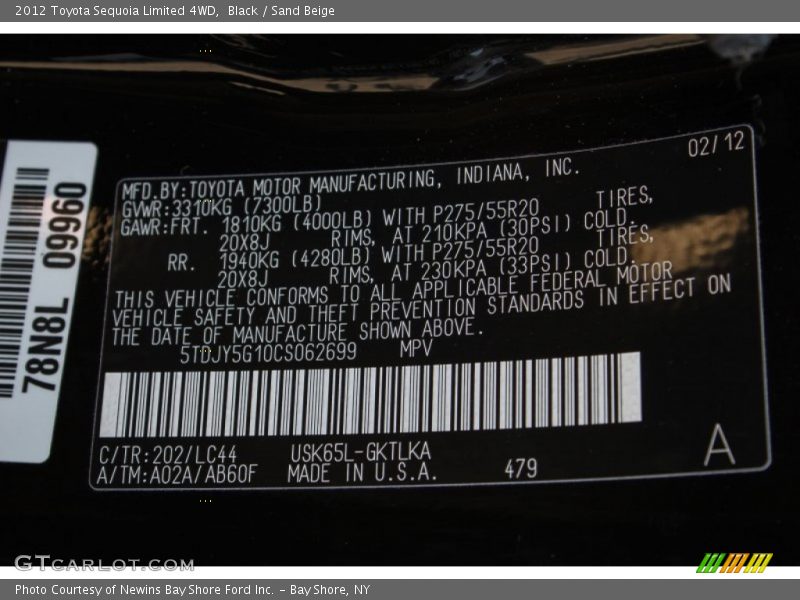 2012 Toyota Sequoia Limited 4WD, Black / Sand Beige
02/12
MFD.BY:TOYOTA MOTOR MANUFACTURING, INDIANA, INC.
GVWR:3310KG (7300LB)
GAWR:FRT. 1810KG (4000LB) WITH P275/55R20 TIRES,
20X8J RIMS, AT 210KPA (30PSI) COLD.
RR. 1940KG (4280LB) WITH P275/55R20 TIRES,
20X8J RIMS, AT 230KPA (33PSI) COLD.
THIS VEHICLE CONFORMS TO ALL APPLICABLE FEDERAL MOTOR
VEHICLE SAFETY AND THEFT PREVENTION STANDARDS IN EFFECT ON
THE DATE OF MANUFACTURE SHOWN ABOVE.
5TDJY5G10CS062699 MPV
C/TR:202/LC44 USK65L-GKTLKA
A/TM:A02A/AB60F MADE IN U.S.A. 479
A
78N8L 09960
GTCARLOT.COM
Photo Courtesy of Newins Bay Shore Ford Inc. - Bay Shore, NY